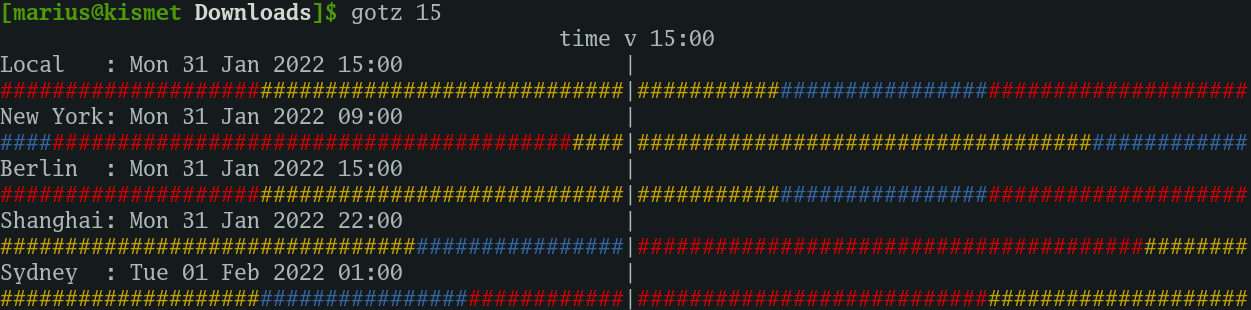 [marius@kismet Downloads]$ gotz 15
time v 15:00
Local   : Mon 31 Jan 2022 15:00                 |
################################################|###############################################
New York: Mon 31 Jan 2022 09:00                 |
################################################|###############################################
Berlin  : Mon 31 Jan 2022 15:00                 |
################################################|###############################################
Shanghai: Mon 31 Jan 2022 22:00                 |
################################################|###############################################
Sydney  : Tue 01 Feb 2022 01:00                 |
################################################|###############################################